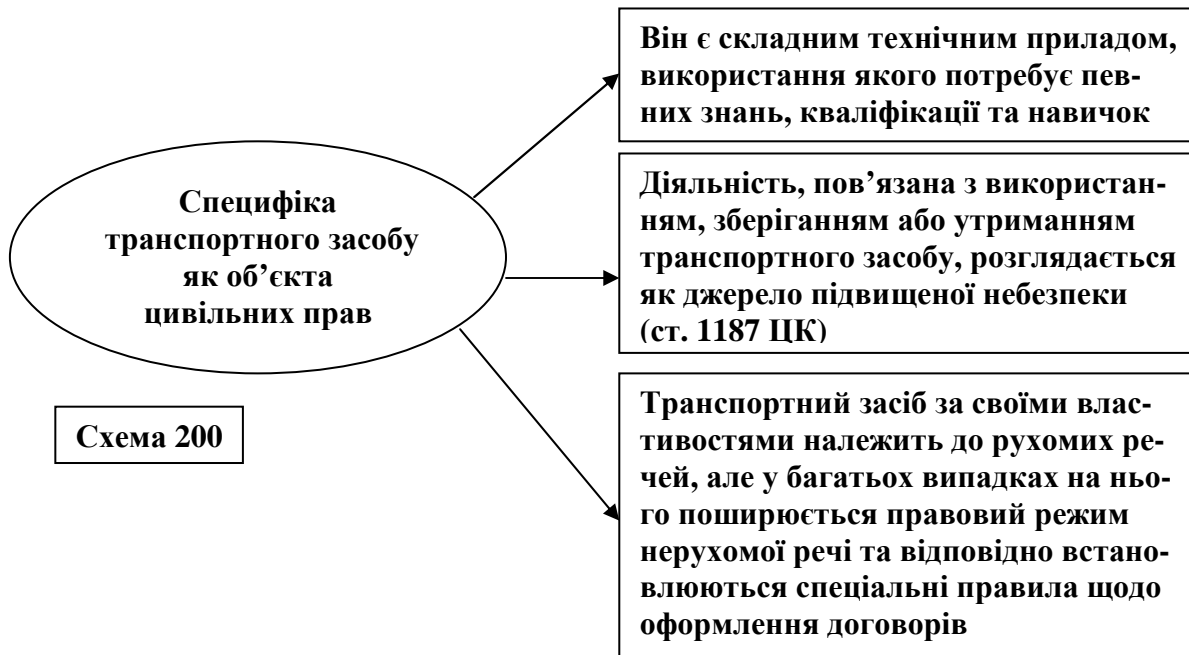 Специфіка
транспортного засобу
як об’єкта
цивільних прав
Він є складним технічним приладом,
використання якого потребує пев-
них знань, кваліфікації та навичок
Діяльність, пов’язана з використан-
ням, зберіганням або утриманням
транспортного засобу, розглядається
як джерело підвищеної небезпеки
(ст. 1187 ЦК)
Транспортний засіб за своїми влас-
тивостями належить до рухомих ре-
чей, але у багатьох випадках на ньо-
го поширюється правовий режим
нерухомої речі та відповідно встано-
влюються спеціальні правила щодо
оформлення договорів
Схема 200